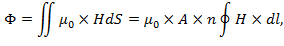 Φ = ∬ μ₀ × HdS = μ₀ × A × n ∮ H × dl,